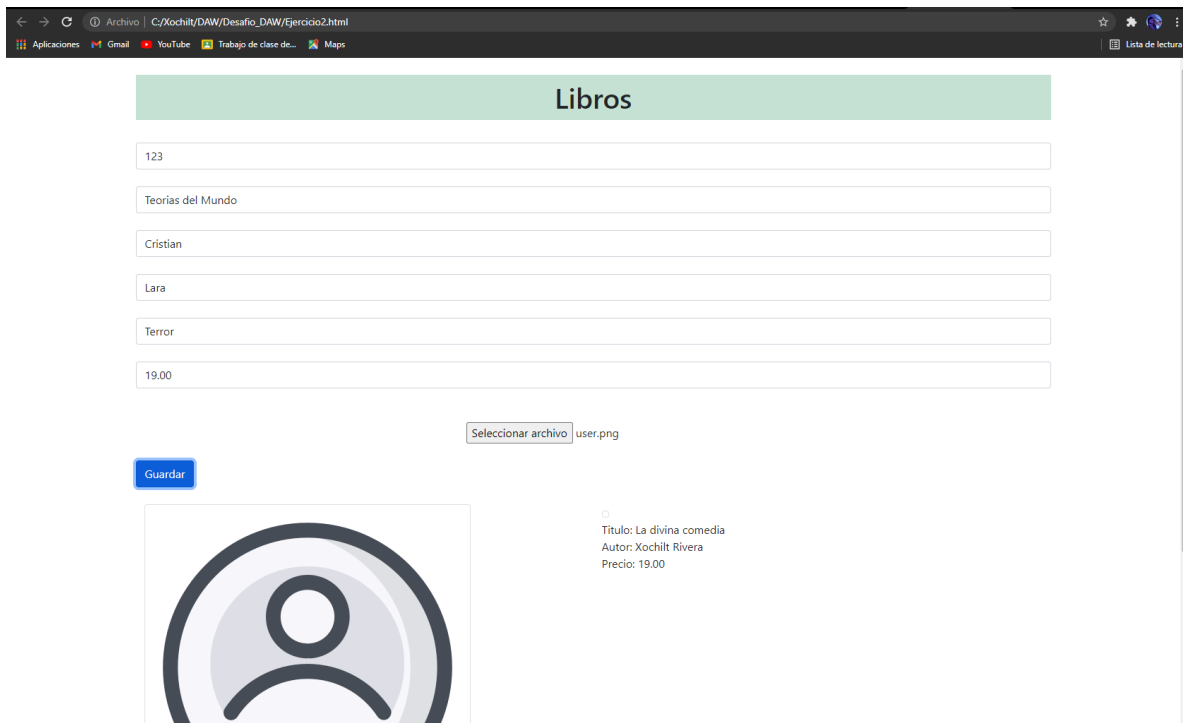 Archivo | C:/Xochilt/DAW/Desafio_DAW/Ejercicio2.html
Aplicaciones Gmail YouTube Trabajo de clase de... Maps Lista de lectura
Libros
123
Teorias del Mundo
Cristian
Lara
Terror
19.00
Seleccionar archivo user.png
Guardar
Titulo: La divina comedia
Autor: Xochilt Rivera
Precio: 19.00